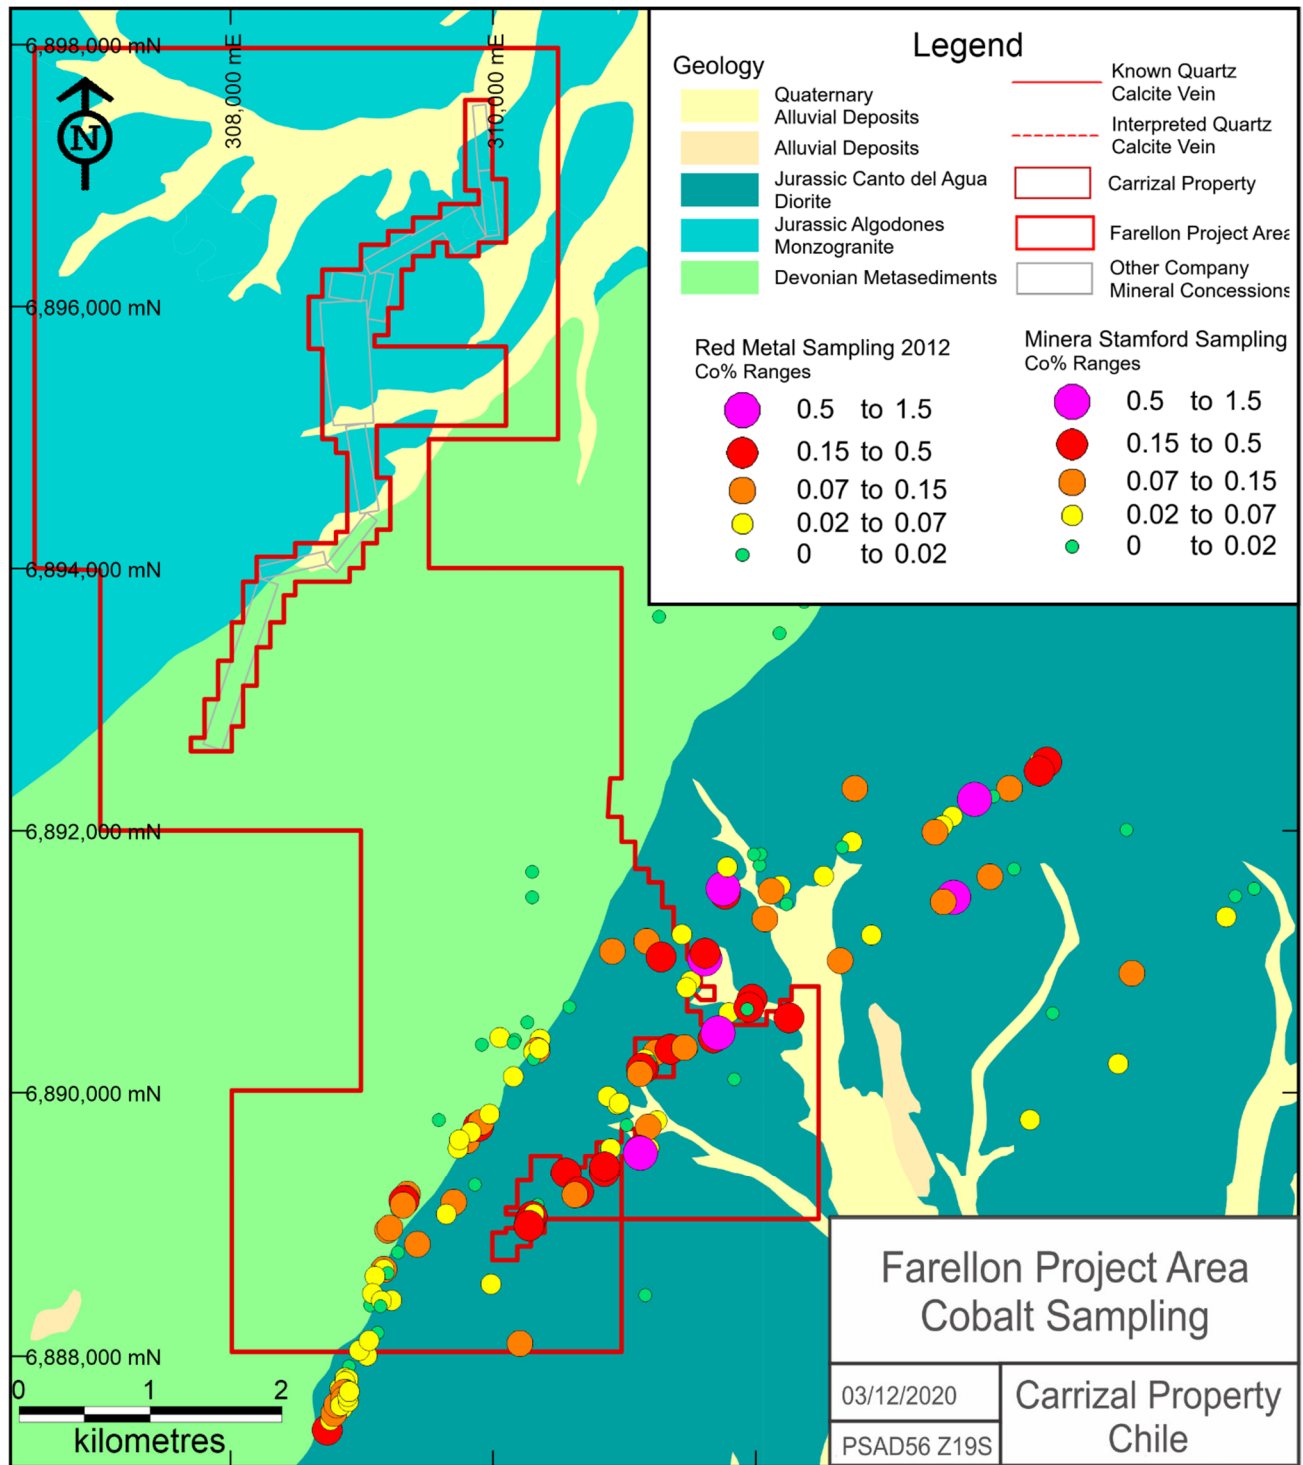 6,898,000 mN
308,000 mE
310,000 mE
N
6,896,000 mN
6,894,000 mN
6,892,000 mN
6,890,000 mN
6,888,000 mN
0 1 2
kilometres
Legend
Geology
Quaternary
Alluvial Deposits
Alluvial Deposits
Jurassic Canto del Agua
Diorite
Jurassic Algodones
Monzogranite
Devonian Metasediments
Known Quartz
Calcite Vein
Interpreted Quartz
Calcite Vein
Carrizal Property
Farellon Project Area
Other Company
Mineral Concessions
Red Metal Sampling 2012
Co% Ranges
0.5 to 1.5
0.15 to 0.5
0.07 to 0.15
0.02 to 0.07
0 to 0.02
Minera Stamford Sampling
Co% Ranges
0.5 to 1.5
0.15 to 0.5
0.07 to 0.15
0.02 to 0.07
0 to 0.02
Farellon Project Area
Cobalt Sampling
03/12/2020
PSAD56 Z19S
Carrizal Property
Chile